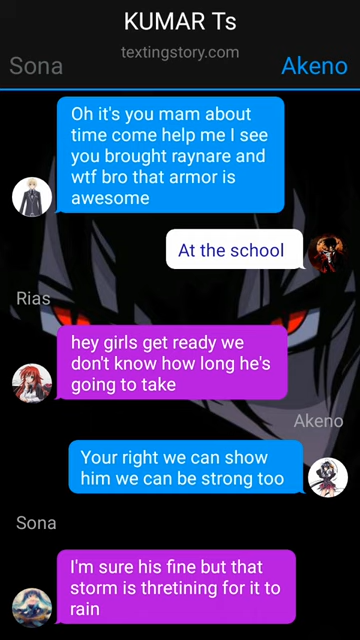 KUMAR Ts
textingstory.com
Sona
Akeno
Oh it's you mam about
time come help me I see
you brought raynare and
wtf bro that armor is
awesome
At the school
Rias
hey girls get ready we
don't know how long he's
going to take
Akeno
Your right we can show
him we can be strong too
Sona
I'm sure his fine but that
storm is thretining for it to
rain